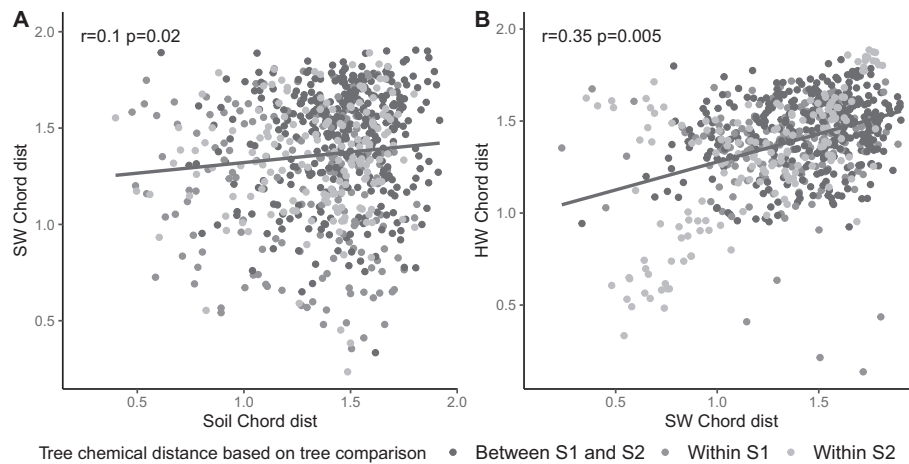 A
B
r=0.1 p=0.02
r=0.35 p=0.005
2.0
1.5
1.0
0.5
SW Chord dist
0.5 1.0 1.5 2.0
Soil Chord dist
2.0
1.5
1.0
0.5
HW Chord dist
0.5 1.0 1.5
SW Chord dist
Tree chemical distance based on tree comparison Between S1 and S2 Within S1 Within S2